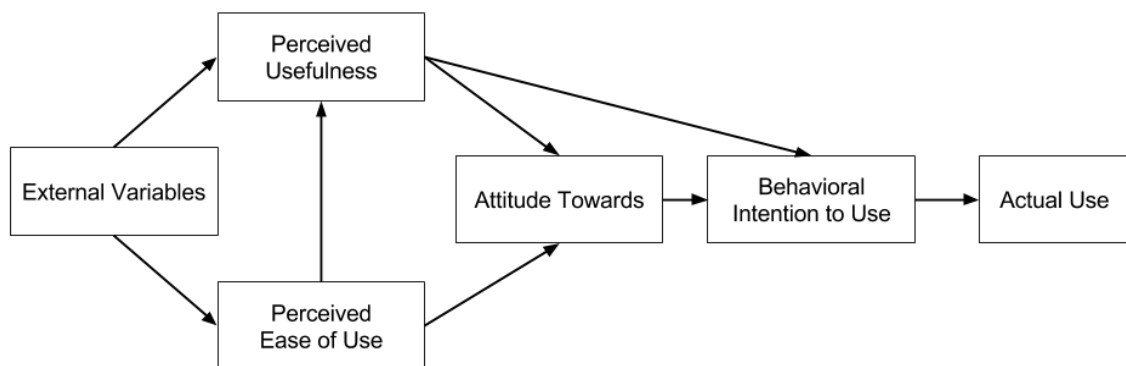 Perceived
Usefulness
External Variables
Attitude Towards
Behavioral
Intention to Use
Actual Use
Perceived
Ease of Use